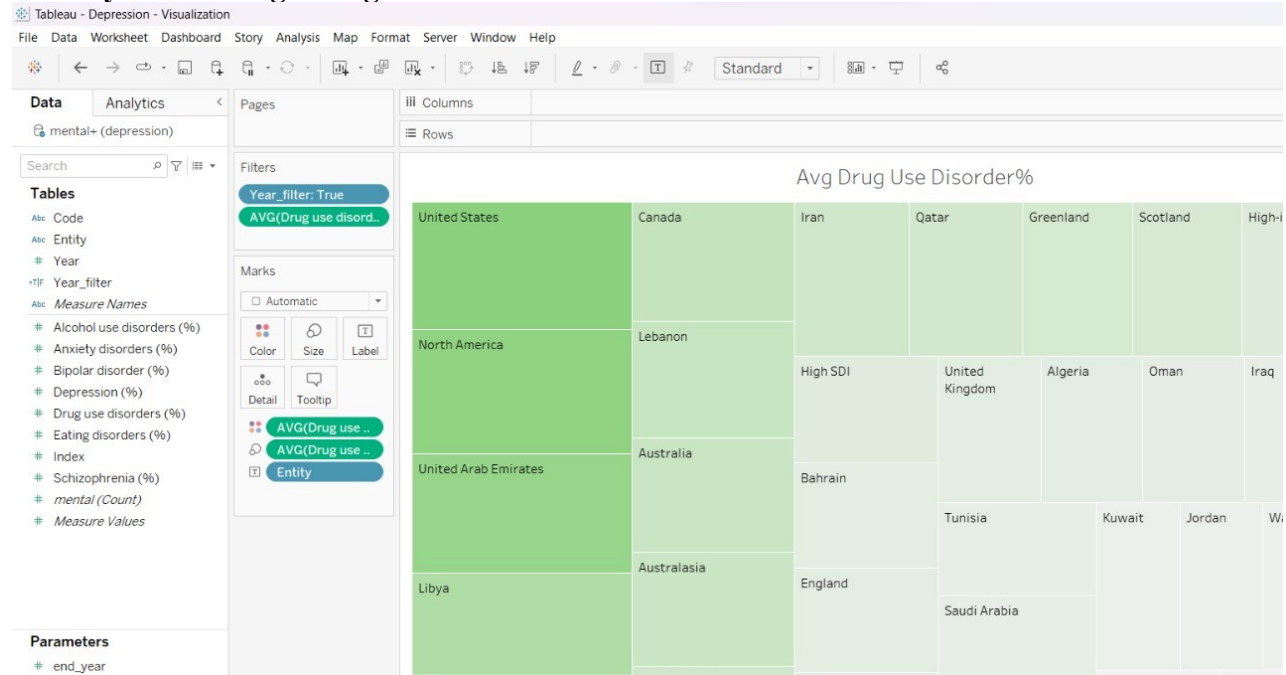 Tableau - Depression - Visualization
File Data Worksheet Dashboard Story Analysis Map Format Server Window Help
Standard
Data Analytics
mental+ (depression)
Search
Tables
Abc Code
Abc Entity
# Year
T|F Year_filter
Abc Measure Names
# Alcohol use disorders (%)
# Anxiety disorders (%)
# Bipolar disorder (%)
# Depression (%)
# Drug use disorders (%)
# Eating disorders (%)
# Index
# Schizophrenia (%)
# mental (Count)
# Measure Values
Parameters
# end_year
Pages
Filters
Year_filter: True
AVG(Drug use disord..
Marks
Automatic
Color Size Label
Detail Tooltip
AVG(Drug use ..
AVG(Drug use ..
Entity
Columns
Rows
Avg Drug Use Disorder%
United States
North America
United Arab Emirates
Libya
Canada
Lebanon
Australia
Australasia
Iran Qatar Greenland Scotland High-i
High SDI
Bahrain
England
United
Kingdom
Algeria Oman Iraq
Tunisia
Saudi Arabia
Kuwait Jordan